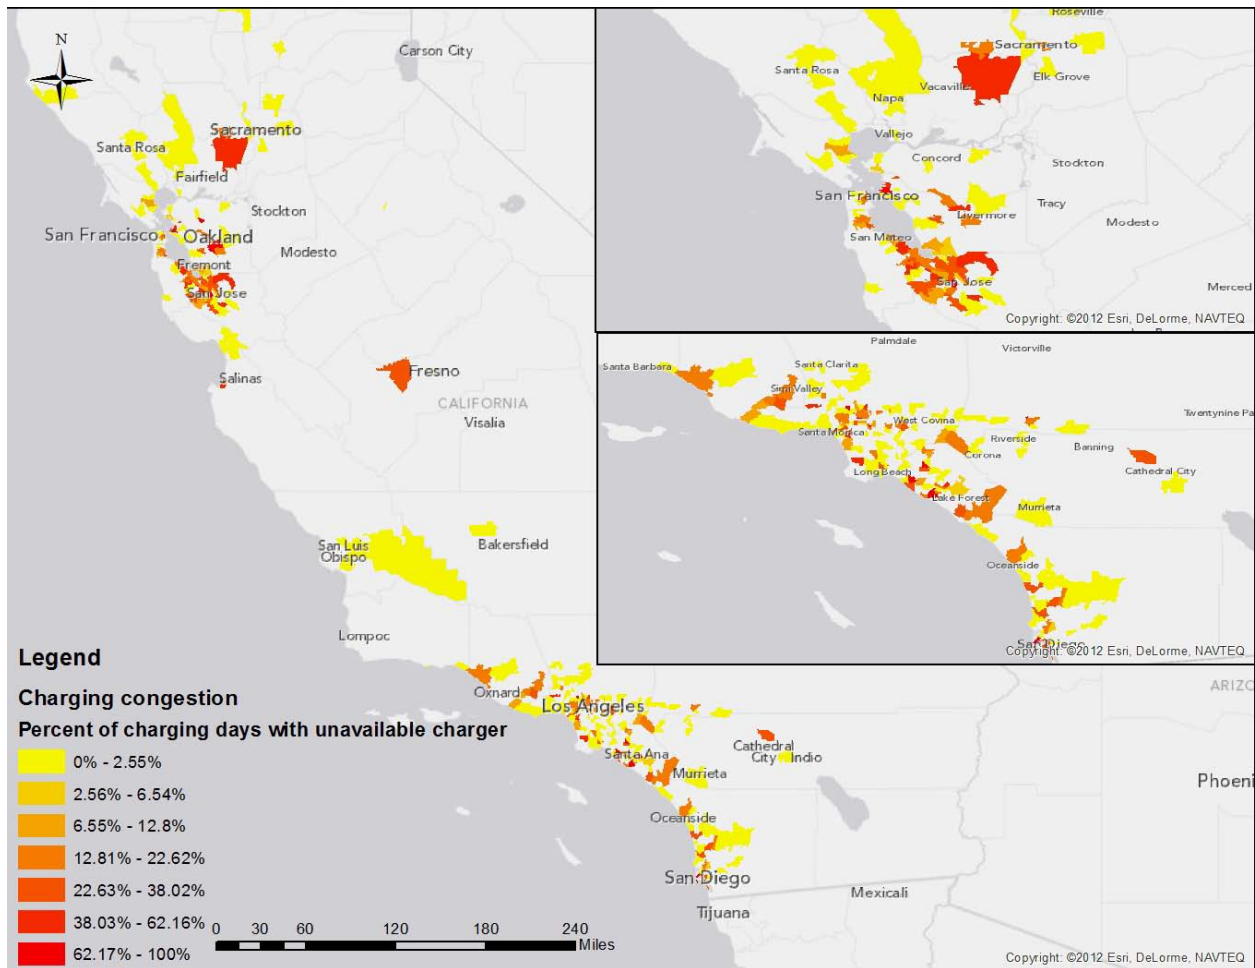 N
Carson City
Sacramento
Santa Rosa
Fairfield
Stockton
San Francisco
Oakland
Modesto
Fremont
San Jose
Salinas
Fresno
CALIFORNIA
Visalia
San Luis
Obispo
Bakersfield
Lompoc
Oxnard
Los Angeles
Santa Ana
Cathedral
City
Indio
Murrieta
Oceanside
San Diego
Tijuana
Mexicali
ARIZO
Phoeni
Legend
Charging congestion
Percent of charging days with unavailable charger
0% - 2.55%
2.56% - 6.54%
6.55% - 12.8%
12.81% - 22.62%
22.63% - 38.02%
38.03% - 62.16%
62.17% - 100%
0 30 60 120 180 240
Miles
Copyright: ©2012 Esri, DeLorme, NAVTEQ
Roseville
Sacramento
Santa Rosa
Elk Grove
Vacaville
Napa
Vallejo
Concord
Stockton
San Francisco
Tracy
Livermore
Modesto
San Mateo
San Jose
Merced
Copyright: ©2012 Esri, DeLorme, NAVTEQ
Palmdale
Victorville
Santa Barbara
Santa Clarita
Simi Valley
Twentynine Pa
West Covina
Santa Monica
Riverside
Banning
Corona
Long Beach
Cathedral City
Lake Forest
Murrieta
Oceanside
San Diego
Copyright: ©2012 Esri, DeLorme, NAVTEQ